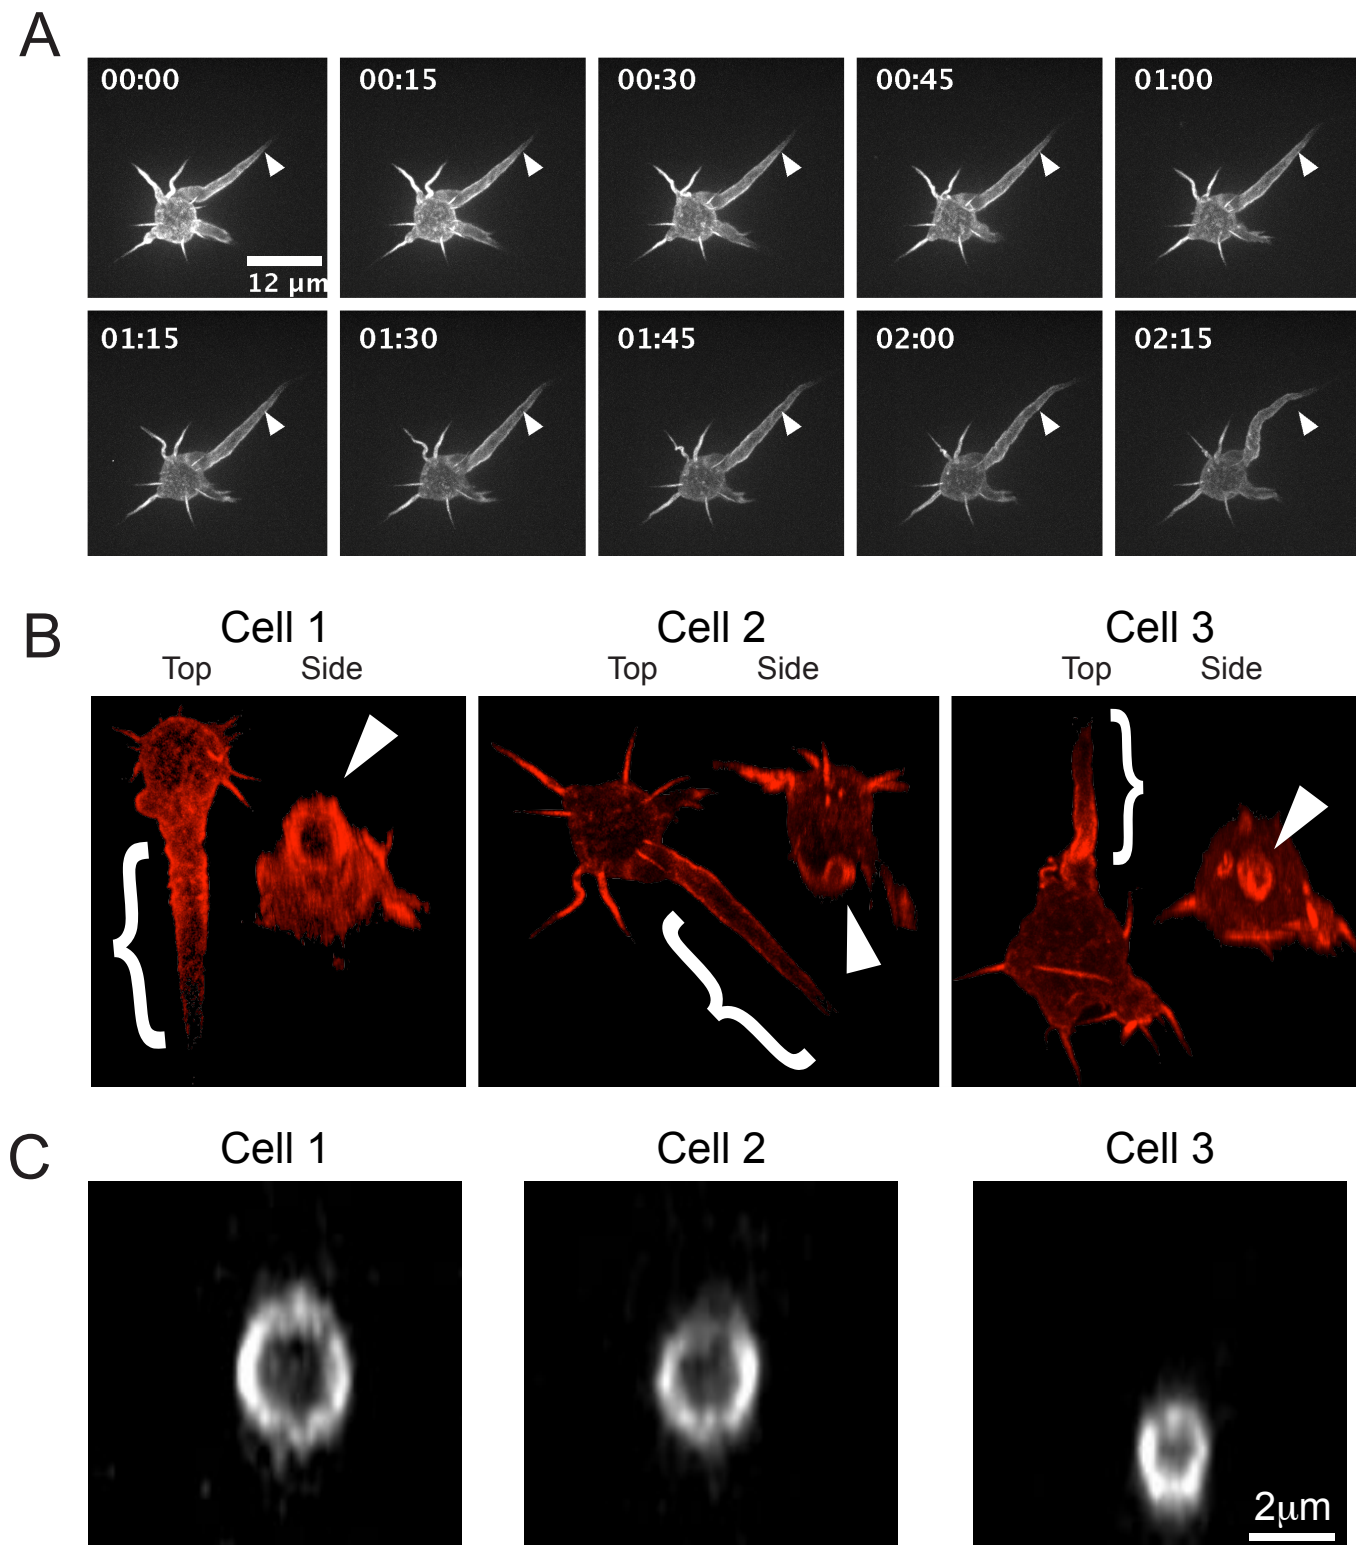 A
00:00 00:15 00:30 00:45 01:00
12 µm
01:15 01:30 01:45 02:00 02:15
B
Cell 1 Cell 2 Cell 3
Top Side Top Side Top Side
C
Cell 1 Cell 2 Cell 3
2µm